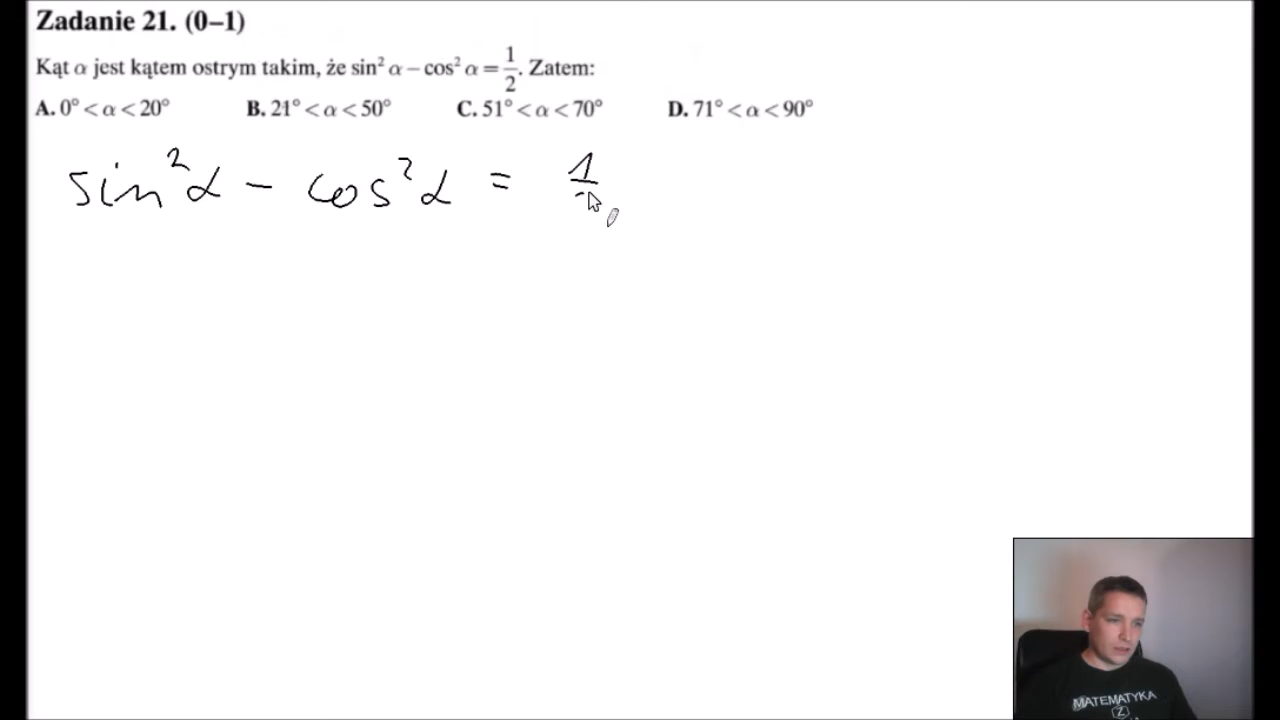 Zadanie 21. (0–1)
Kąt α jest kątem ostrym takim, że sin² α – cos² α = 1/2. Zatem:
A. 0° < α < 20° B. 21° < α < 50° C. 51° < α < 70° D. 71° < α < 90°
sin²α – cos²α = 1
MATEMATYKA
Z